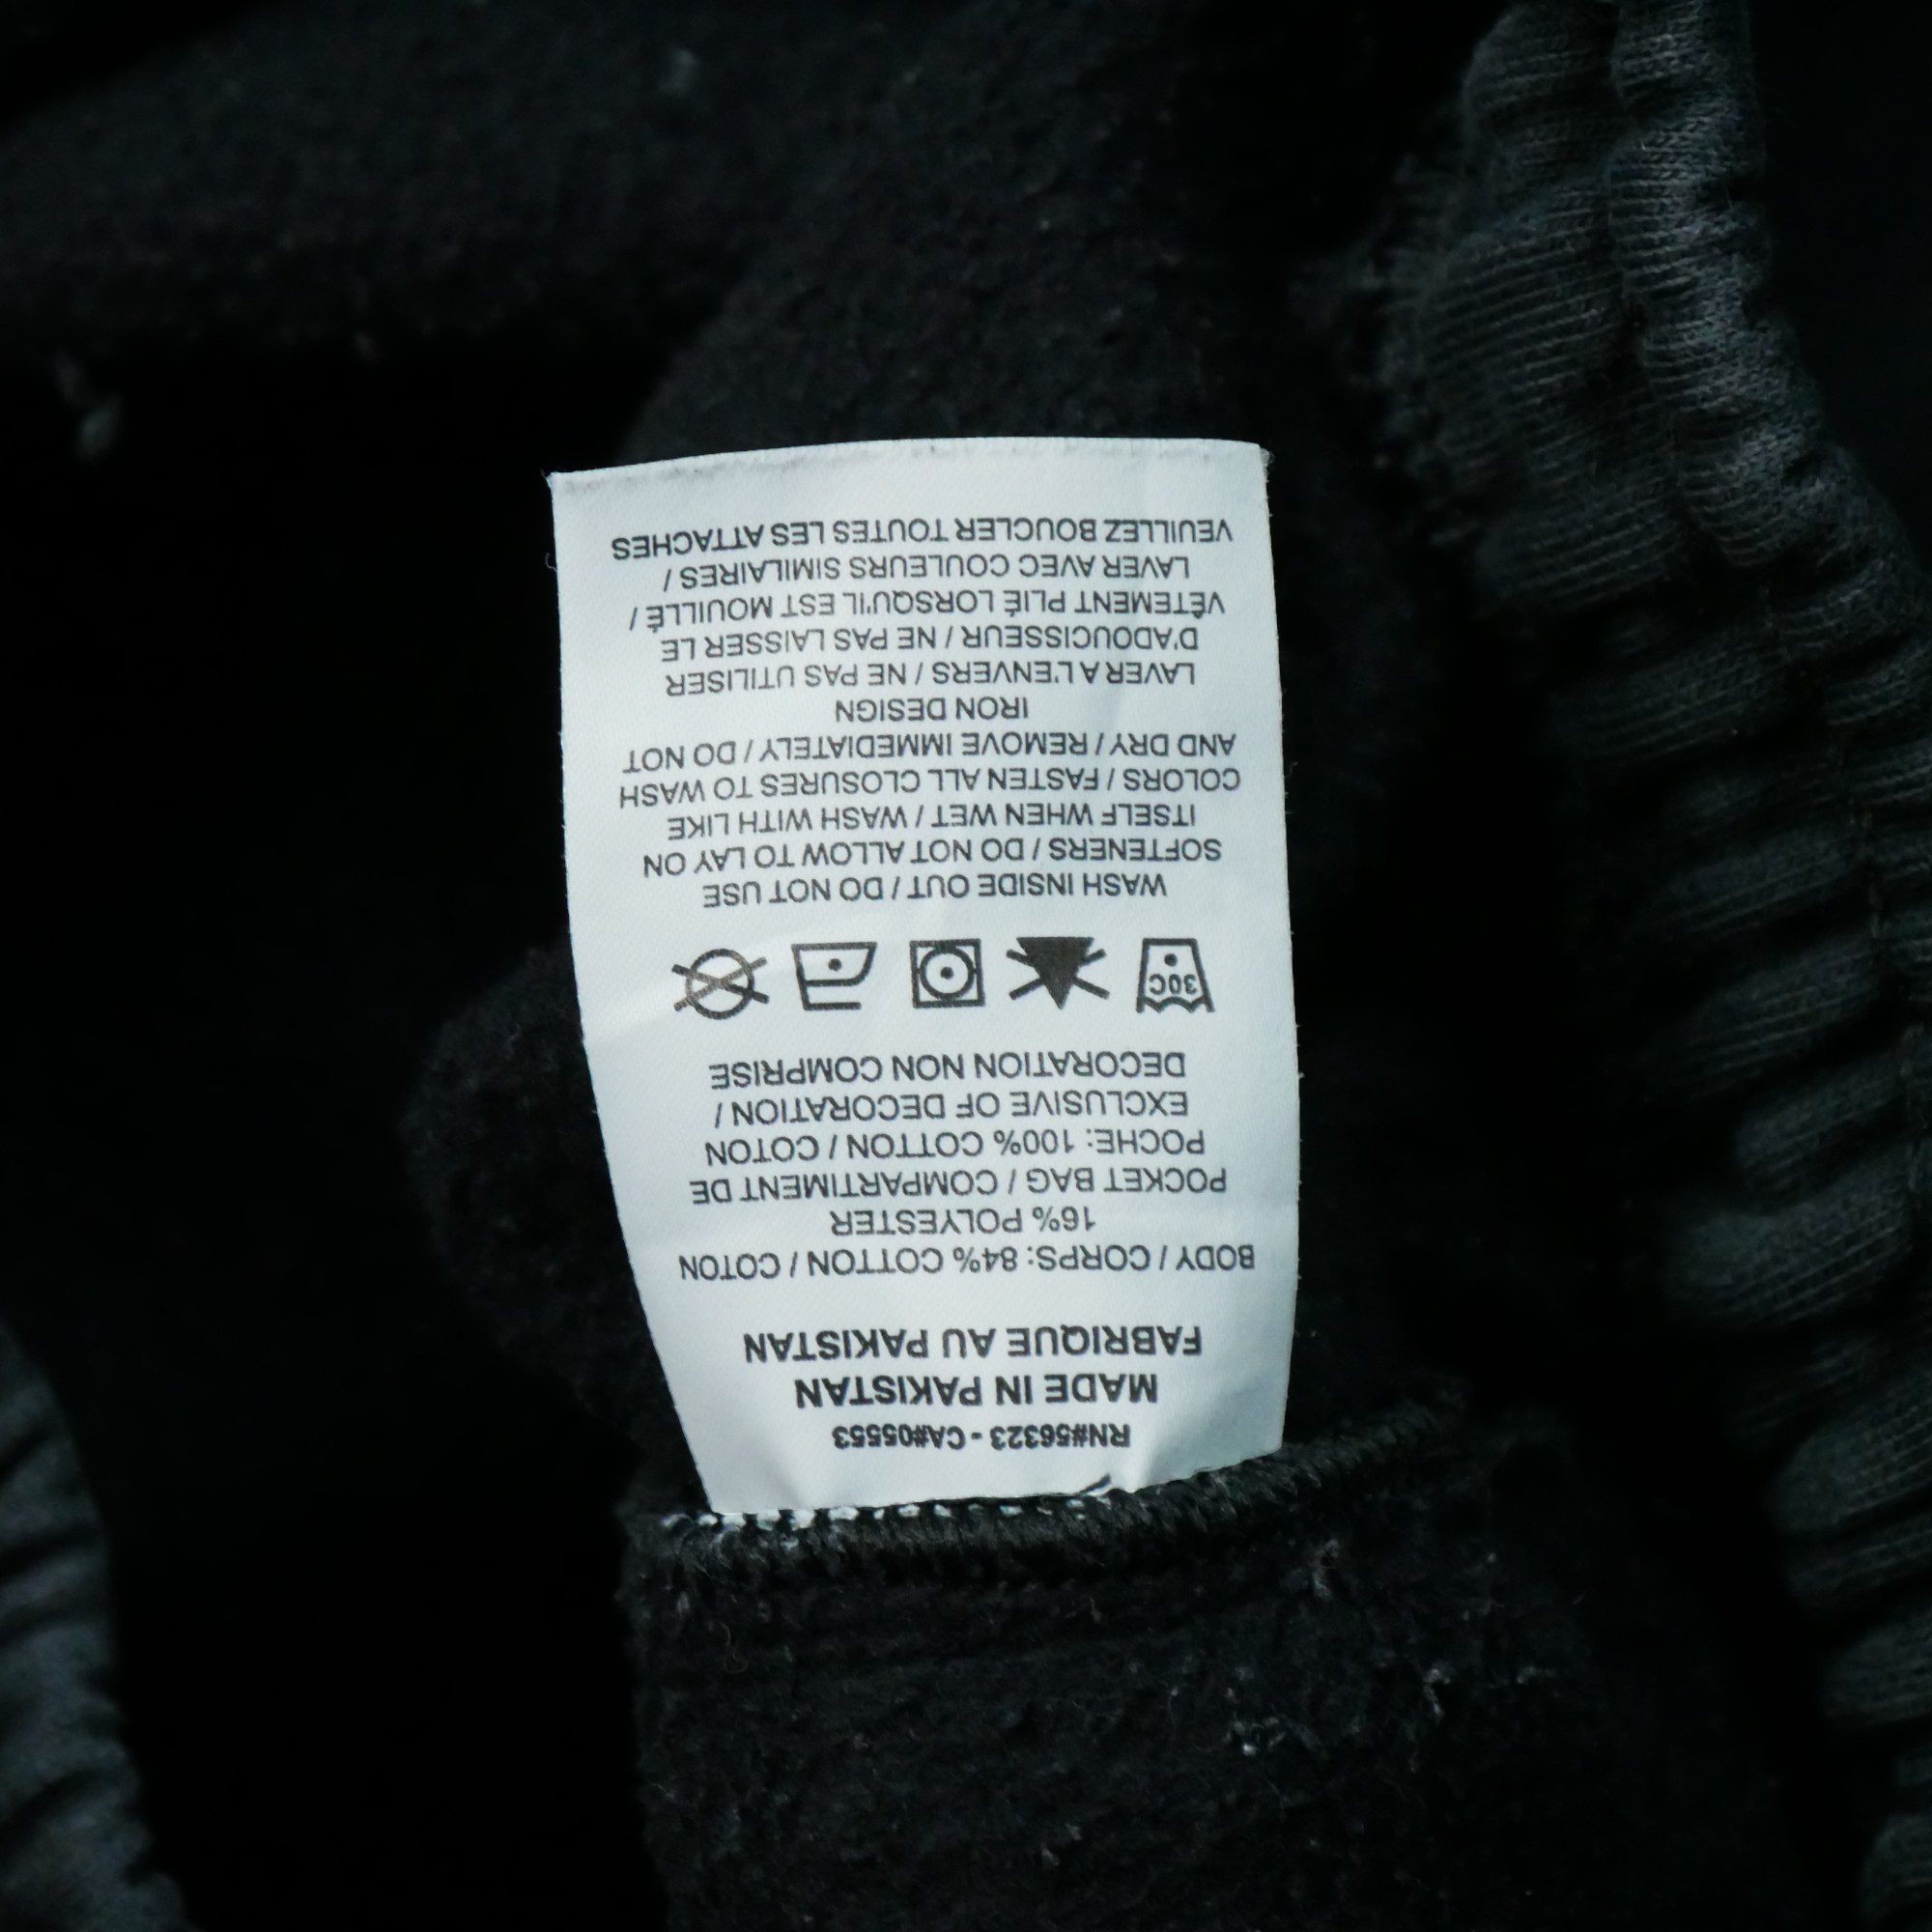 RN#56323 - CA#05553
MADE IN PAKISTAN
FABRIQUE AU PAKISTAN
BODY / CORPS: 84% COTTON / COTON
16% POLYESTER
POCKET BAG / COMPARTIMENT DE
POCHE: 100% COTTON / COTON
EXCLUSIVE OF DECORATION /
DECORATION NON COMPRISE
30C
WASH INSIDE OUT / DO NOT USE
SOFTENERS / DO NOT ALLOW TO LAY ON
ITSELF WHEN WET / WASH WITH LIKE
COLORS / FASTEN ALL CLOSURES TO WASH
AND DRY / REMOVE IMMEDIATELY / DO NOT
IRON DESIGN
LAVER A L'ENVERS / NE PAS UTILISER
D'ADOUCISSEUR / NE PAS LAISSER LE
VÊTEMENT PLIÉ LORSQU'IL EST MOUILLÉ /
LAVER AVEC COULEURS SIMILAIRES /
VEUILLEZ BOUCLER TOUTES LES ATTACHES